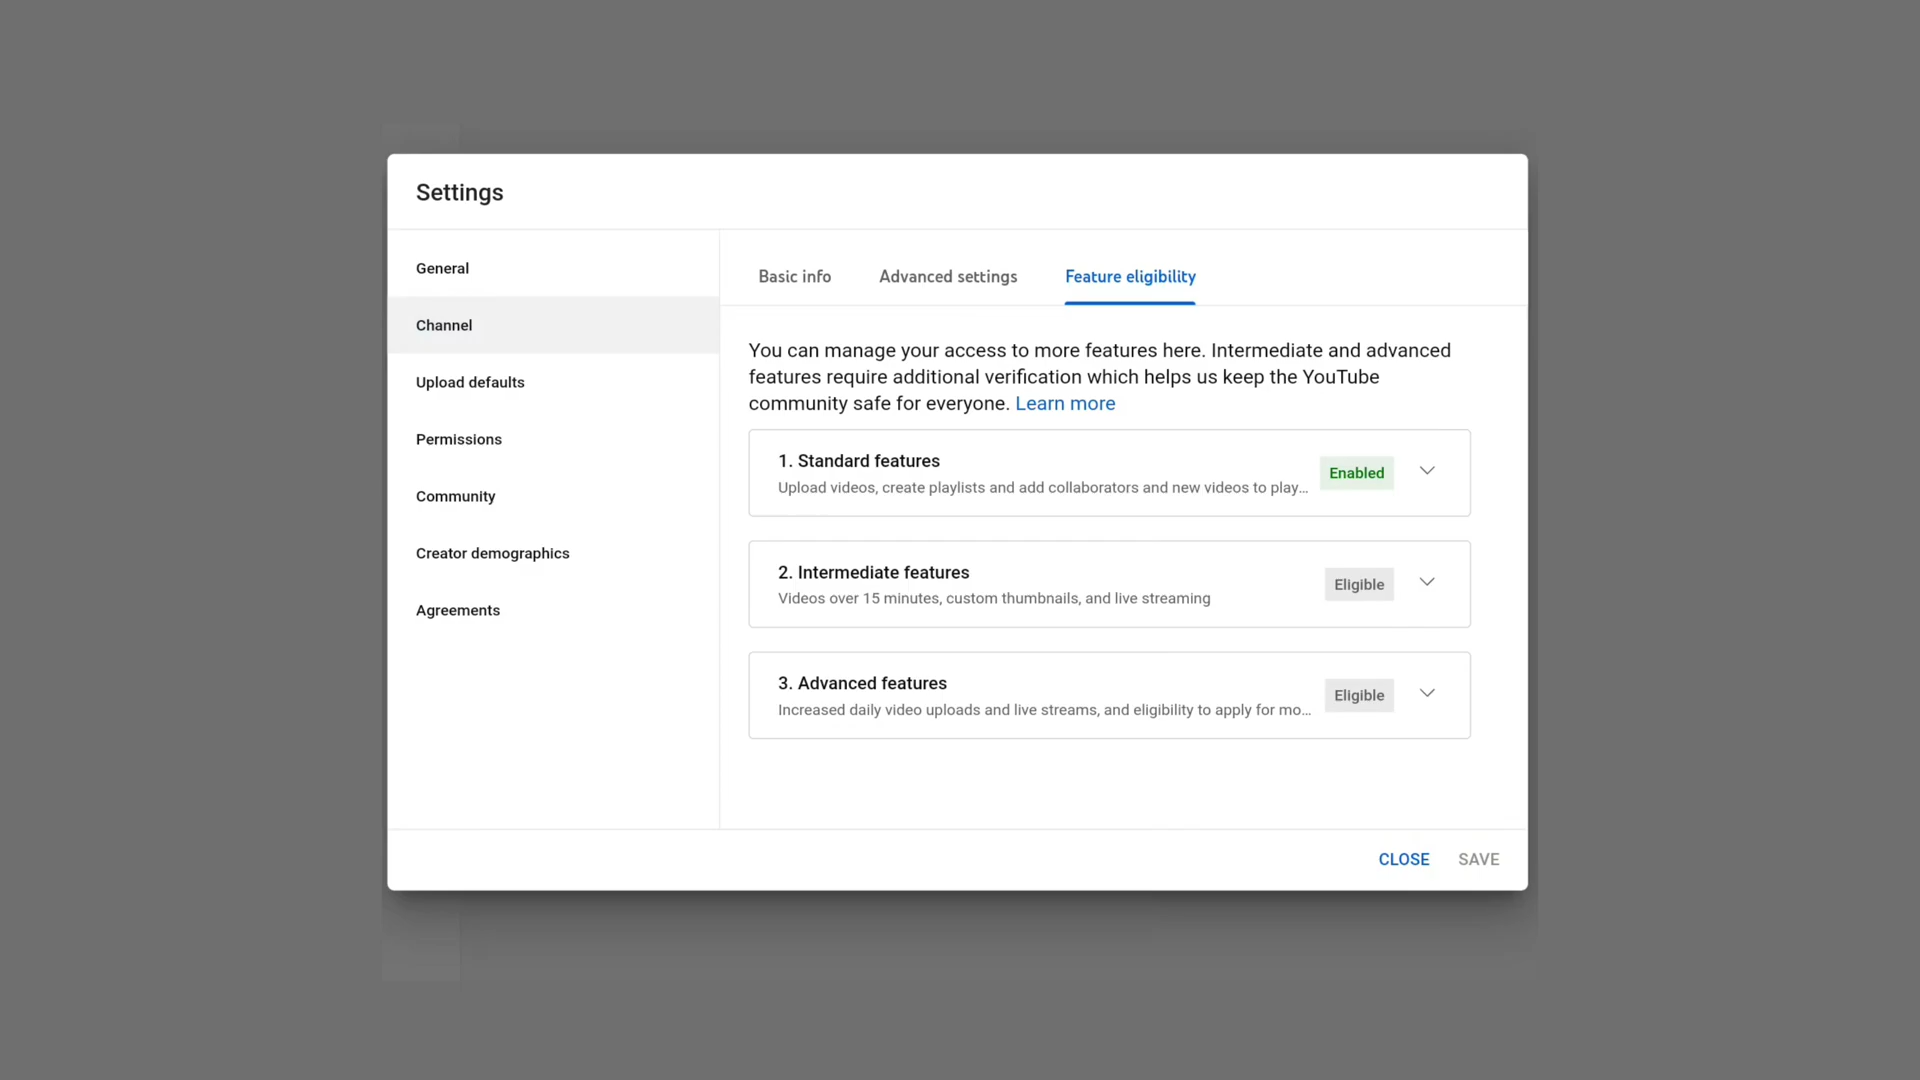 Settings
General
Channel
Upload defaults
Permissions
Community
Creator demographics
Agreements
Basic info
Advanced settings
Feature eligibility
You can manage your access to more features here. Intermediate and advanced
features require additional verification which helps us keep the YouTube
community safe for everyone. Learn more
1. Standard features
Upload videos, create playlists and add collaborators and new videos to play...
Enabled
2. Intermediate features
Videos over 15 minutes, custom thumbnails, and live streaming
Eligible
3. Advanced features
Increased daily video uploads and live streams, and eligibility to apply for mo...
Eligible
CLOSE
SAVE